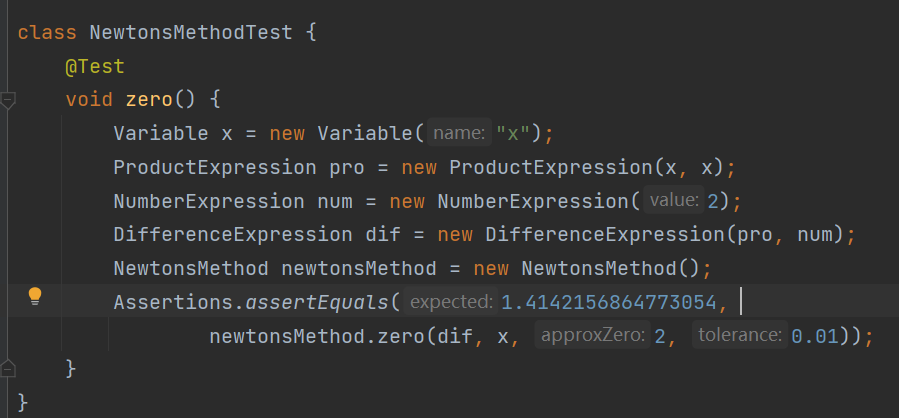 class NewtonsMethodTest {
@Test
void zero() {
Variable x = new Variable( name: "x");
ProductExpression pro = new ProductExpression(x, x);
NumberExpression num = new NumberExpression( value: 2);
DifferenceExpression dif = new DifferenceExpression(pro, num);
NewtonsMethod newtonsMethod = new NewtonsMethod();
Assertions.assertEquals( expected: 1.4142156864773054,
newtonsMethod.zero(dif, x, approxZero: 2, tolerance: 0.01));
}
}